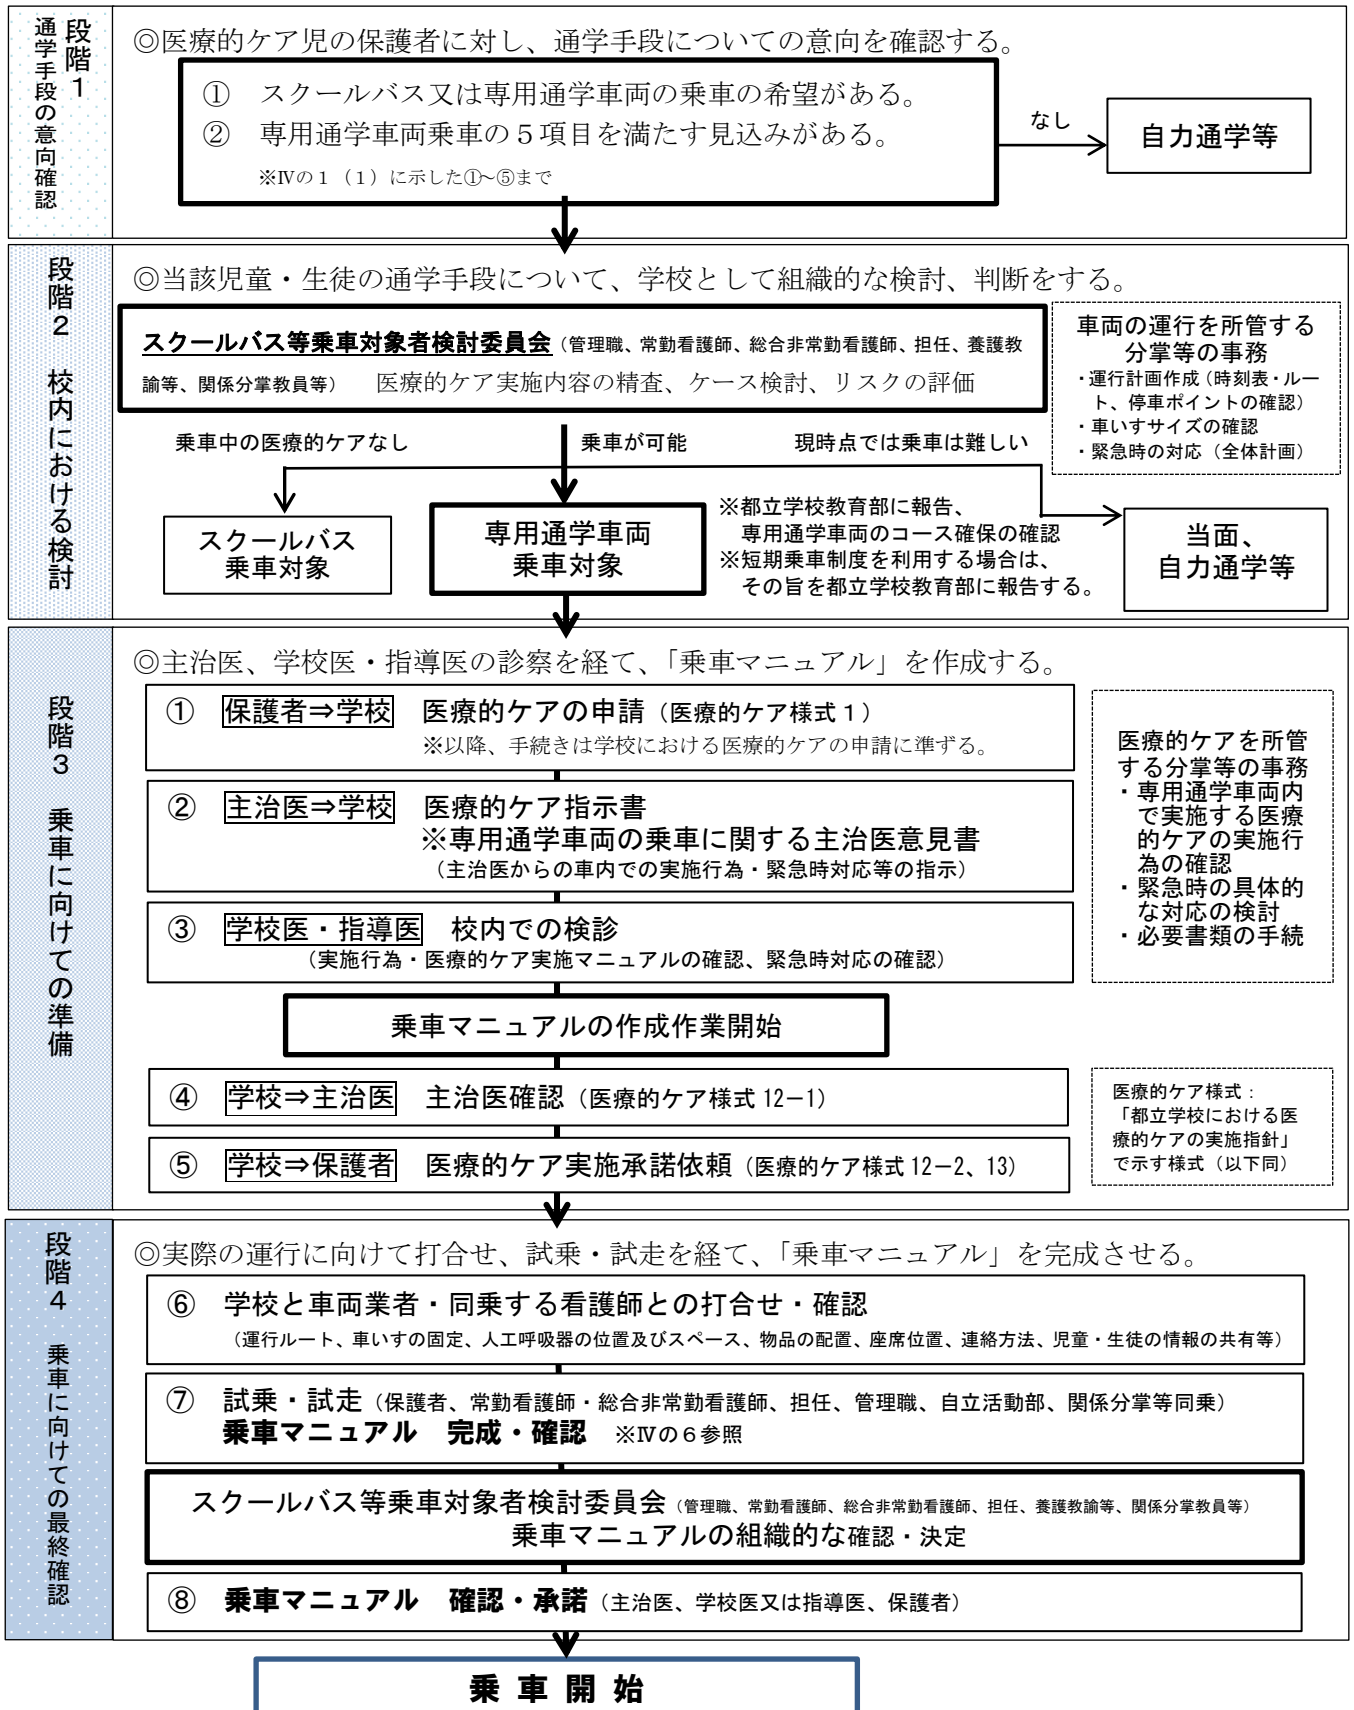 段階１
通学手段の意向確認
◎医療的ケア児の保護者に対し、通学手段についての意向を確認する。
①　スクールバス又は専用通学車両の乗車の希望がある。
②　専用通学車両乗車の５項目を満たす見込みがある。
※Ⅳの１（1）に示した①～⑤まで
なし
自力通学等
段階２　校内における検討
◎当該児童・生徒の通学手段について、学校として組織的な検討、判断をする。
スクールバス等乗車対象者検討委員会（管理職、常勤看護師、総合非常勤看護師、担任、養護教
諭等、関係分掌教員等）　医療的ケア実施内容の精査、ケース検討、リスクの評価
車両の運行を所管する
分掌等の事務
・運行計画作成（時刻表・ルー
ト、停車ポイントの確認）
・車いすサイズの確認
・緊急時の対応（全体計画）
乗車中の医療的ケアなし
乗車が可能
現時点では乗車は難しい
スクールバス
乗車対象
専用通学車両
乗車対象
※都立学校教育部に報告、
専用通学車両のコース確保の確認
※短期乗車制度を利用する場合は、
その旨を都立学校教育部に報告する。
当面、
自力通学等
段階３　乗車に向けての準備
◎主治医、学校医・指導医の診察を経て、「乗車マニュアル」を作成する。
①　保護者⇒学校　医療的ケアの申請（医療的ケア様式１）
※以降、手続きは学校における医療的ケアの申請に準ずる。
②　主治医⇒学校　医療的ケア指示書
※専用通学車両の乗車に関する主治医意見書
（主治医からの車内での実施行為・緊急時対応等の指示）
③　学校医・指導医　校内での検診
（実施行為・医療的ケア実施マニュアルの確認、緊急時対応の確認）
乗車マニュアルの作成作業開始
④　学校⇒主治医　主治医確認（医療的ケア様式 12－1）
⑤　学校⇒保護者　医療的ケア実施承諾依頼（医療的ケア様式 12－2、13）
医療的ケアを所管
する分掌等の事務
・専用通学車両内
で実施する医療
的ケアの実施行
為の確認
・緊急時の具体的
な対応の検討
・必要書類の手続
医療的ケア様式：
「都立学校における医
療的ケアの実施指針」
で示す様式（以下同）
段階４　乗車に向けての最終確認
◎実際の運行に向けて打合せ、試乗・試走を経て、「乗車マニュアル」を完成させる。
⑥　学校と車両業者・同乗する看護師との打合せ・確認
（運行ルート、車いすの固定、人工呼吸器の位置及びスペース、物品の配置、座席位置、連絡方法、児童・生徒の情報の共有等）
⑦　試乗・試走（保護者、常勤看護師・総合非常勤看護師、担任、管理職、自立活動部、関係分掌等同乗）
乗車マニュアル　完成・確認　※Ⅳの６参照
スクールバス等乗車対象者検討委員会（管理職、常勤看護師、総合非常勤看護師、担任、養護教諭等、関係分掌教員等）
乗車マニュアルの組織的な確認・決定
⑧　乗車マニュアル　確認・承諾（主治医、学校医又は指導医、保護者）
乗 車 開 始